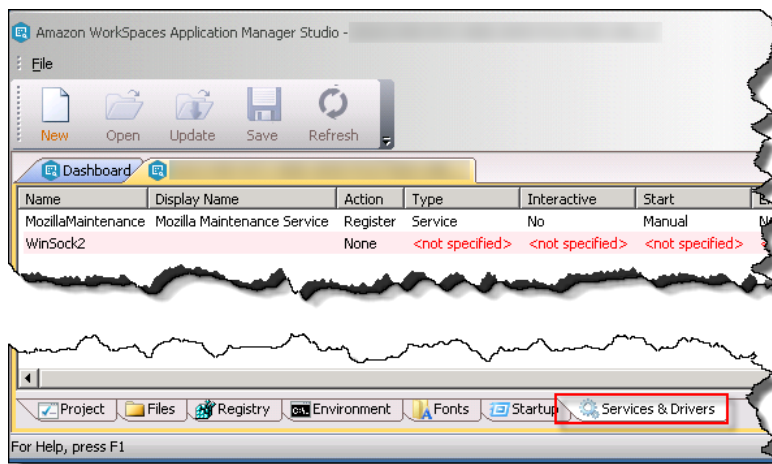 Amazon WorkSpaces Application Manager Studio -
File
New Open Update Save Refresh
Dashboard
Name Display Name Action Type Interactive Start
MozillaMaintenance Mozilla Maintenance Service Register Service No Manual
WinSock2 None <not specified> <not specified> <not specified>
Project Files Registry Environment Fonts Startup Services & Drivers
For Help, press F1